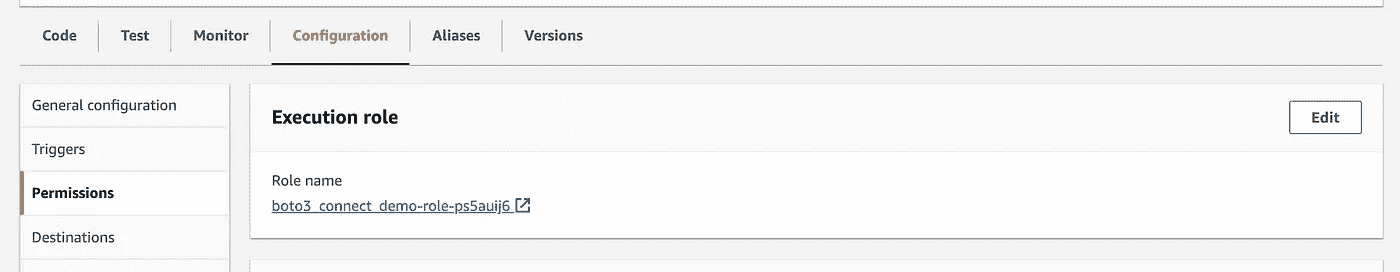 Code Test Monitor Configuration Aliases Versions
General configuration
Triggers
Permissions
Destinations
Execution role
Edit
Role name
boto3_connect_demo-role-ps5auij6